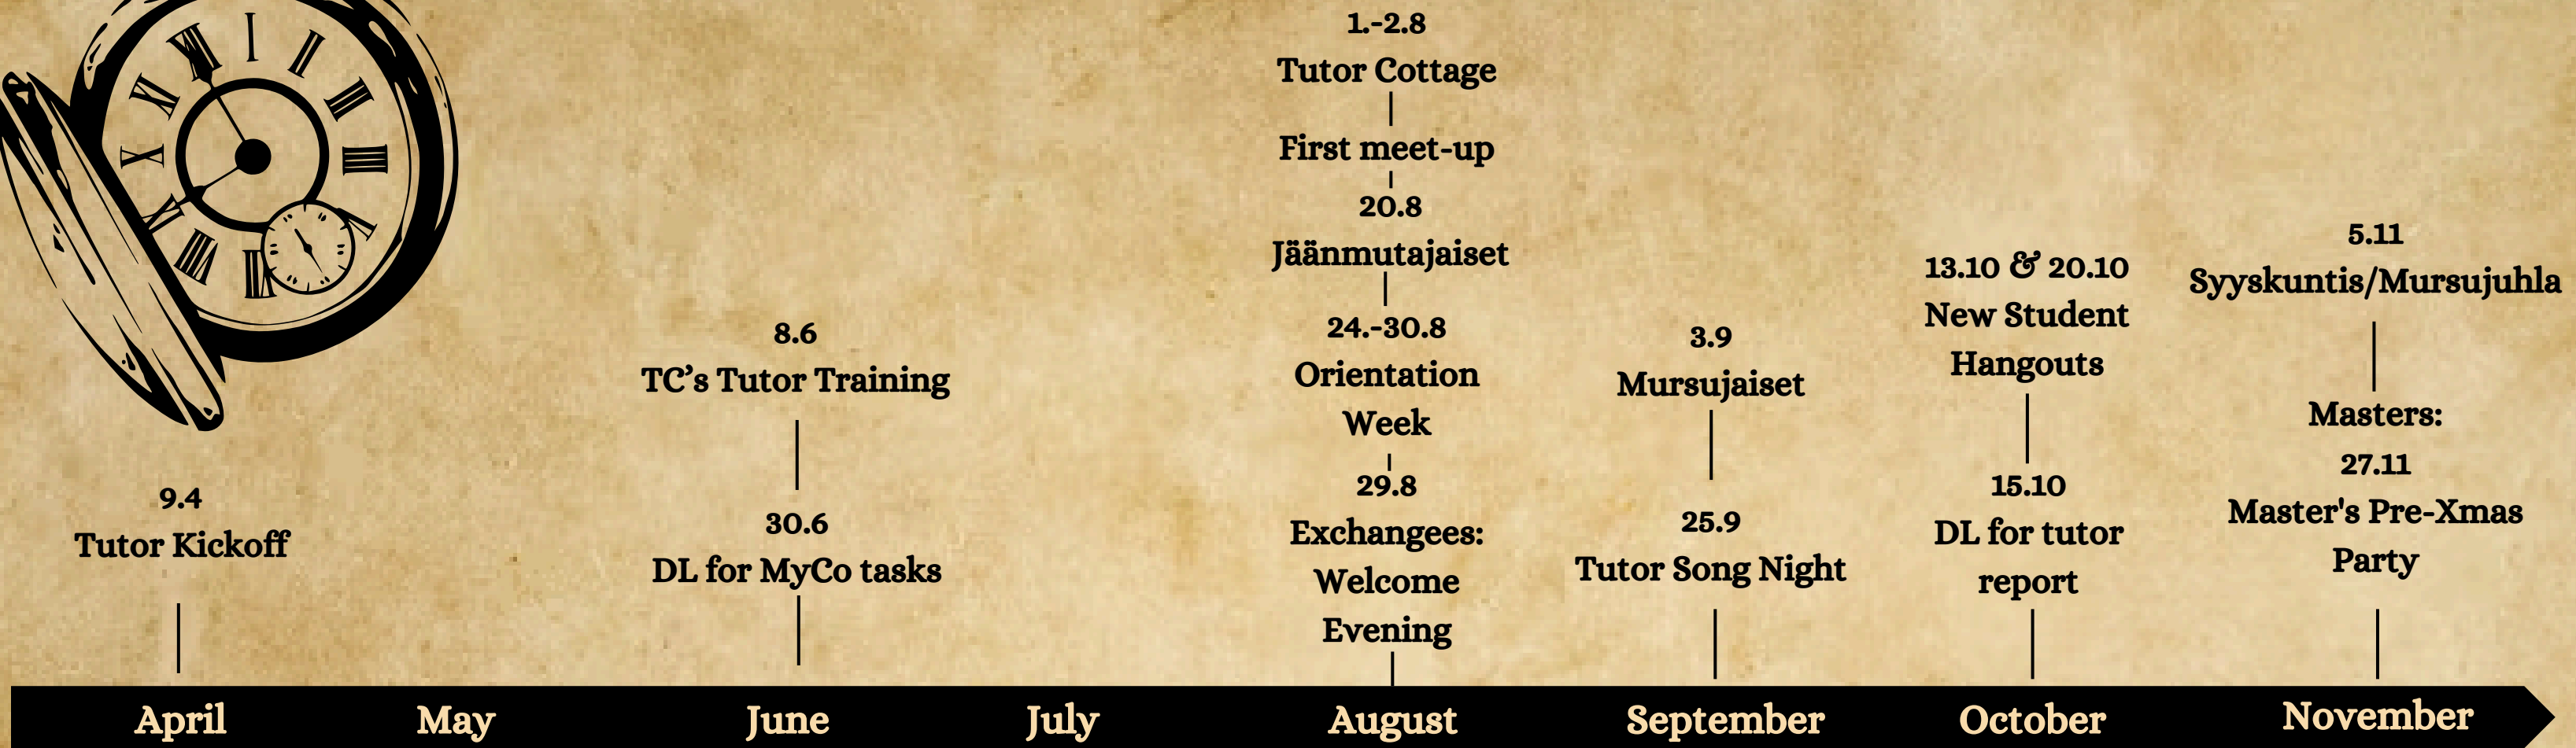 9.4
Tutor Kickoff
8.6
TC’s Tutor Training
30.6
DL for MyCo tasks
1.-2.8
Tutor Cottage
First meet-up
20.8
Jäänmutajaiset
24.-30.8
Orientation
Week
29.8
Exchangees:
Welcome
Evening
3.9
Mursujaiset
25.9
Tutor Song Night
13.10 & 20.10
New Student
Hangouts
15.10
DL for tutor
report
5.11
Syyskuntis/Mursujuhla
Masters:
27.11
Master's Pre-Xmas
Party
April
May
June
July
August
September
October
November